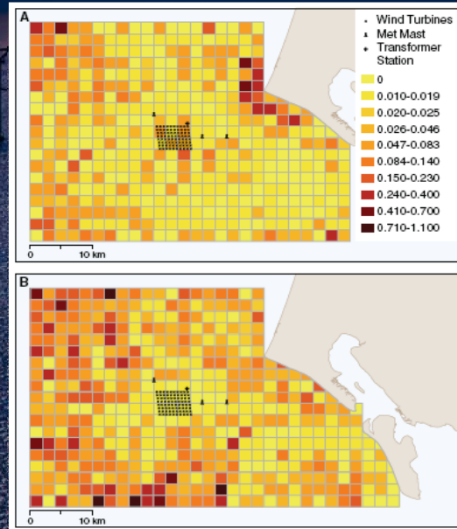 A
Wind Turbines
Met Mast
Transformer
Station
0
0.010-0.019
0.020-0.025
0.026-0.046
0.047-0.083
0.084-0.140
0.150-0.230
0.240-0.400
0.410-0.700
0.710-1.100
0 10 km
B
0 10 km